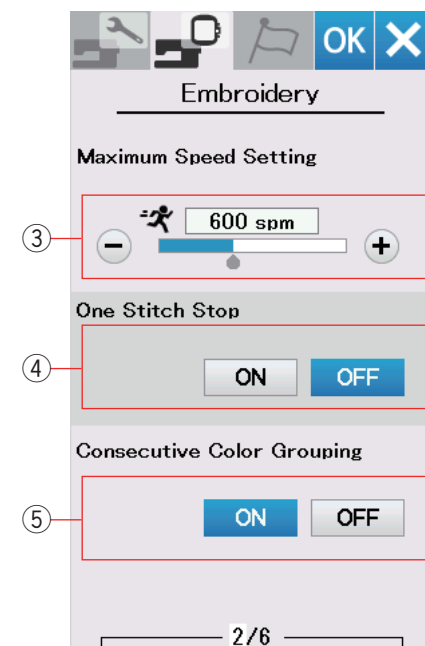 OK X
Embroidery
Maximum Speed Setting
③
600 spm
− +
One Stitch Stop
④
ON OFF
Consecutive Color Grouping
⑤
ON OFF
2/6